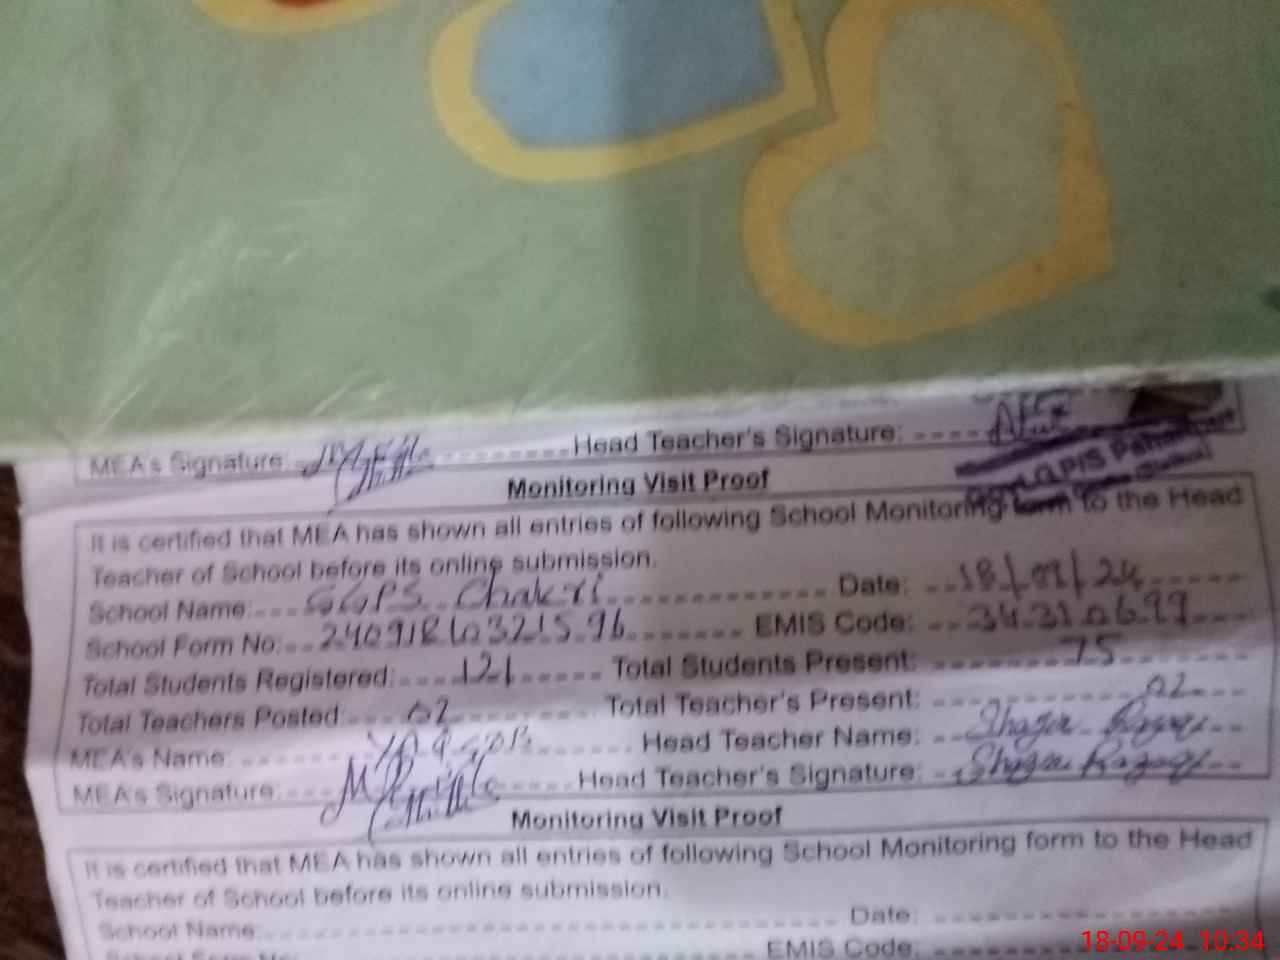 MEA's Signature: Head Teacher's Signature:
Monitoring Visit Proof
It is certified that MEA has shown all entries of following School Monitoring form to the Head
Teacher of School before its online submission.
School Name: GGPS Chakri Date: 18/09/24
School Form No: EMIS Code: 34310699
Total Students Registered: 121 Total Students Present: 75
Total Teachers Posted: 02 Total Teacher's Present: 02
MEA's Name: YAQOOB Head Teacher Name: Shagufta
MEA's Signature: Head Teacher's Signature:
Monitoring Visit Proof
It is certified that MEA has shown all entries of following School Monitoring form to the Head
Teacher of School before its online submission.
School Name: Date:
School Form No: EMIS Code:
18-09-24 10:34